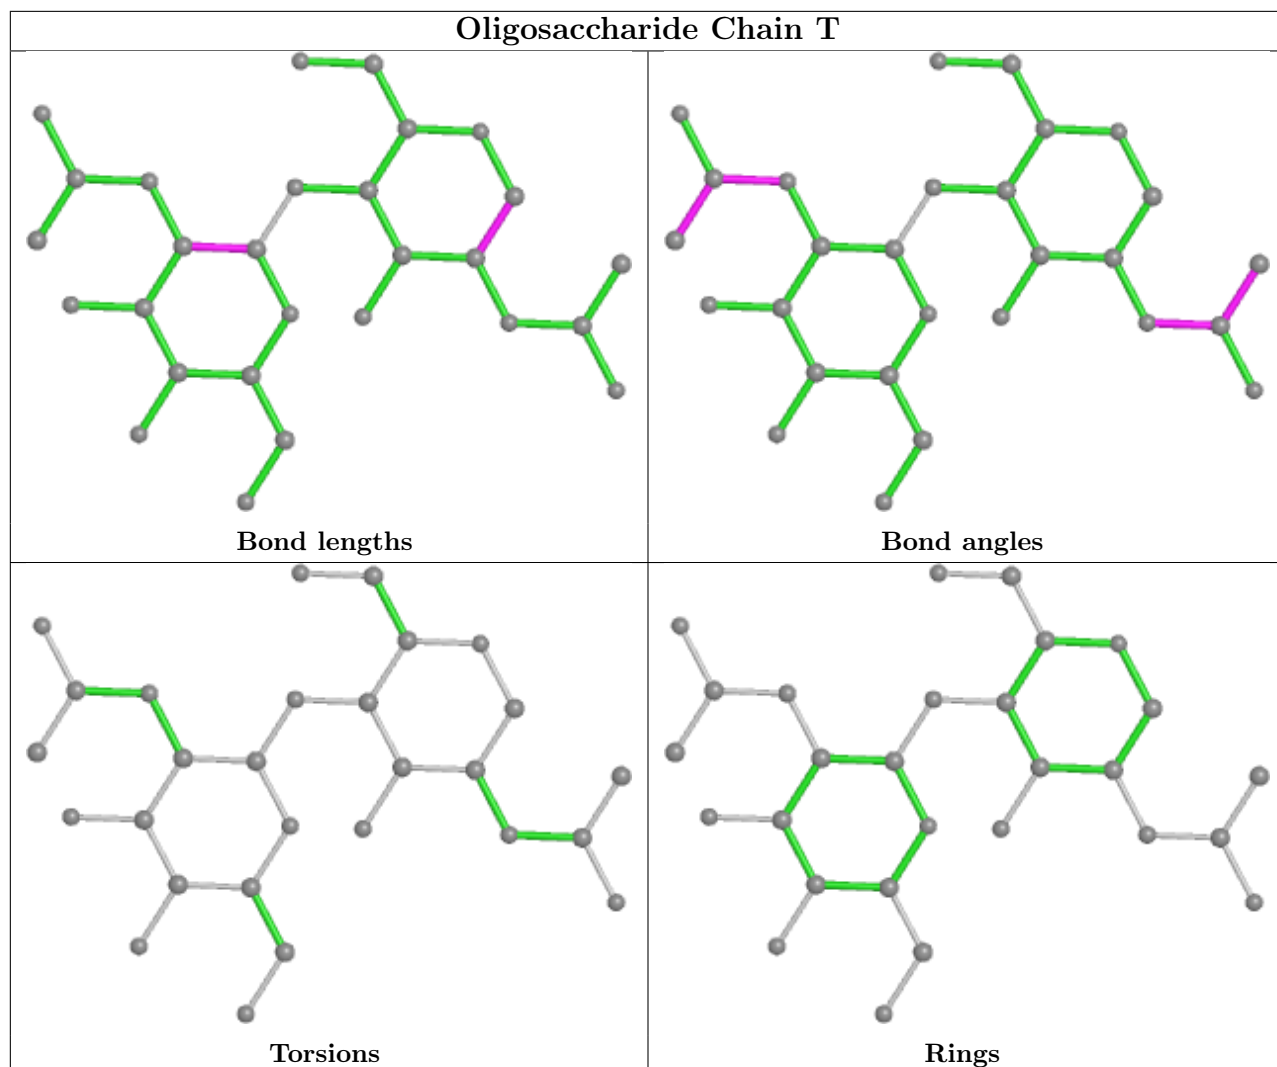 Oligosaccharide Chain T
Bond lengths
Bond angles
Torsions
Rings